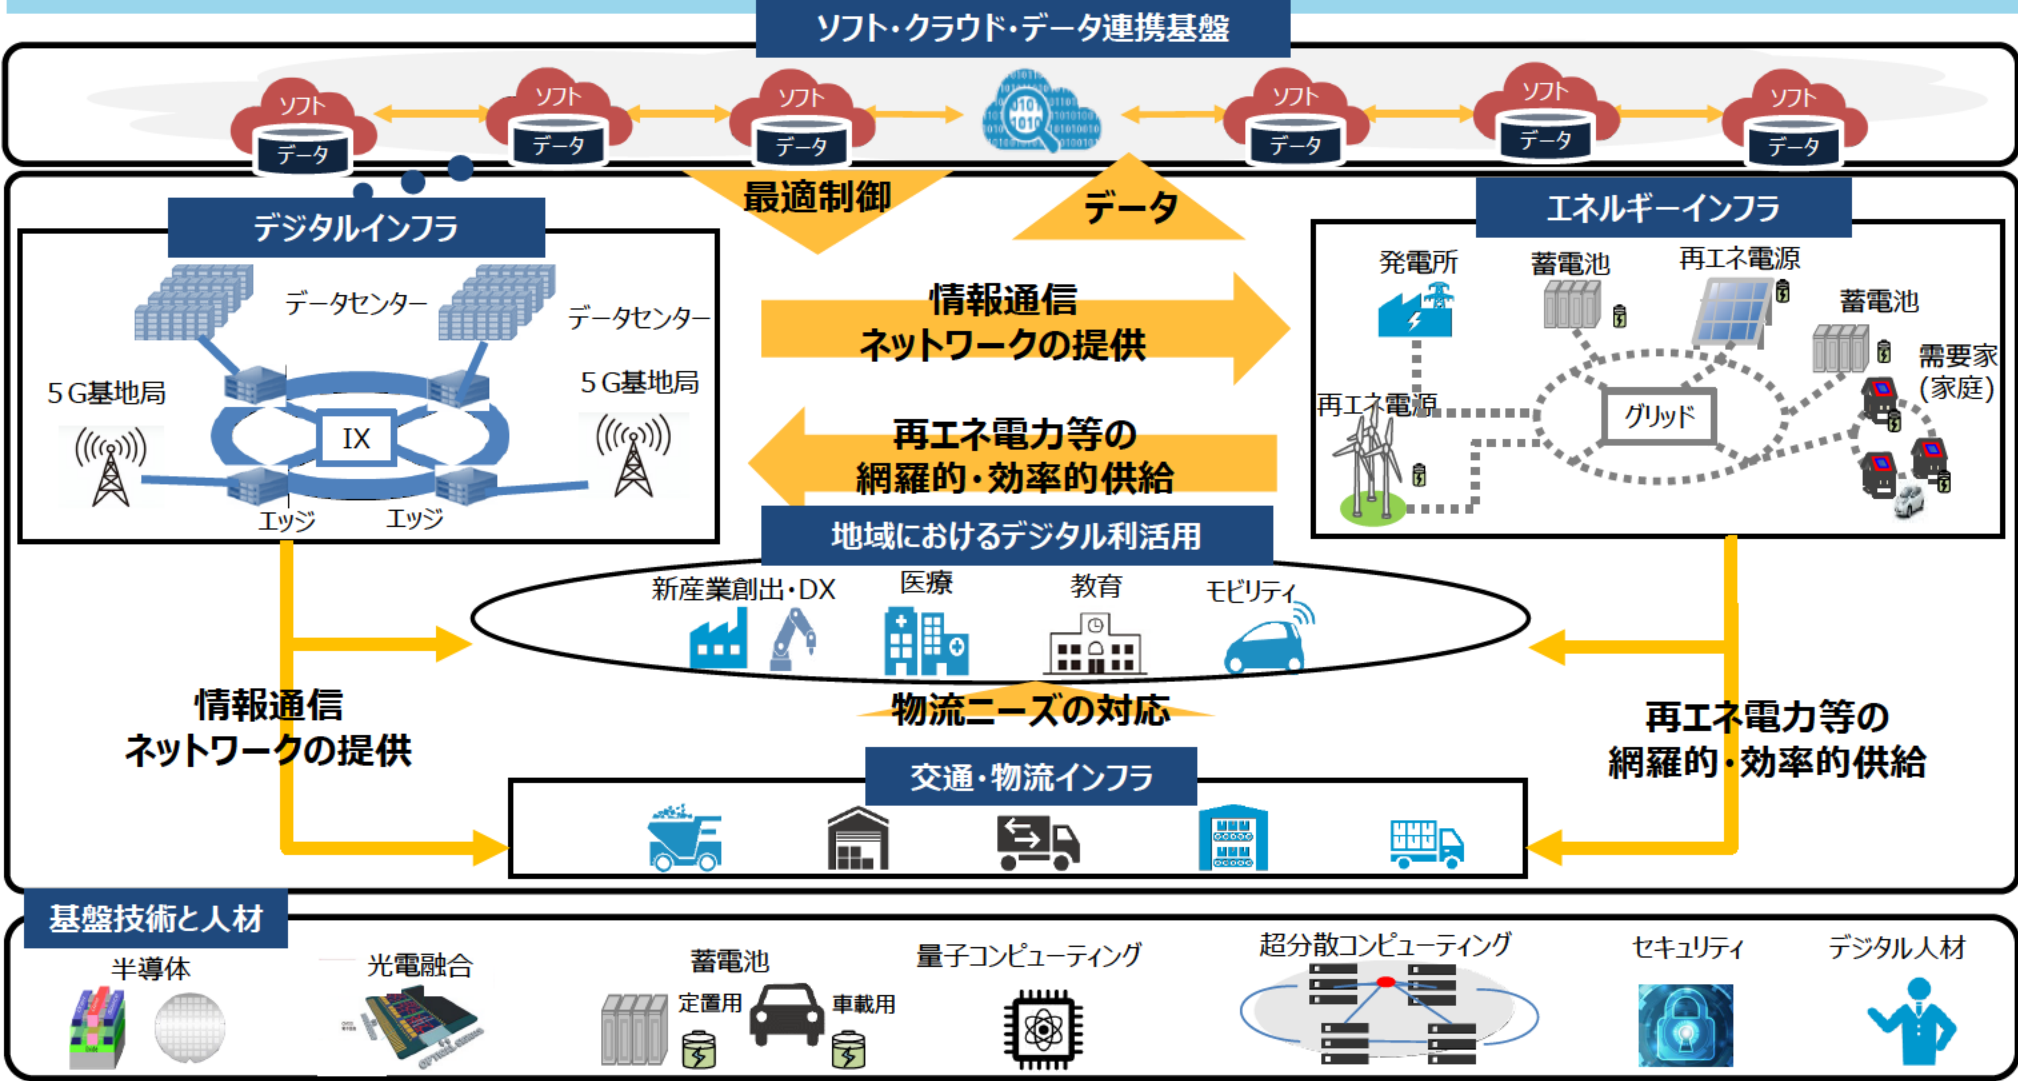 ソフト・クラウド・データ連携基盤
ソフト
データ
ソフト
データ
ソフト
データ
ソフト
データ
ソフト
データ
ソフト
データ
最適制御
データ
デジタルインフラ
データセンター
データセンター
5G基地局
5G基地局
IX
エッジ
エッジ
情報通信
ネットワークの提供
再エネ電力等の
網羅的・効率的供給
エネルギーインフラ
発電所
蓄電池
再エネ電源
蓄電池
需要家
(家庭)
再エネ電源
グリッド
地域におけるデジタル利活用
新産業創出・DX
医療
教育
モビリティ
物流ニーズの対応
情報通信
ネットワークの提供
再エネ電力等の
網羅的・効率的供給
交通・物流インフラ
基盤技術と人材
半導体
光電融合
蓄電池
定置用
車載用
量子コンピューティング
超分散コンピューティング
セキュリティ
デジタル人材